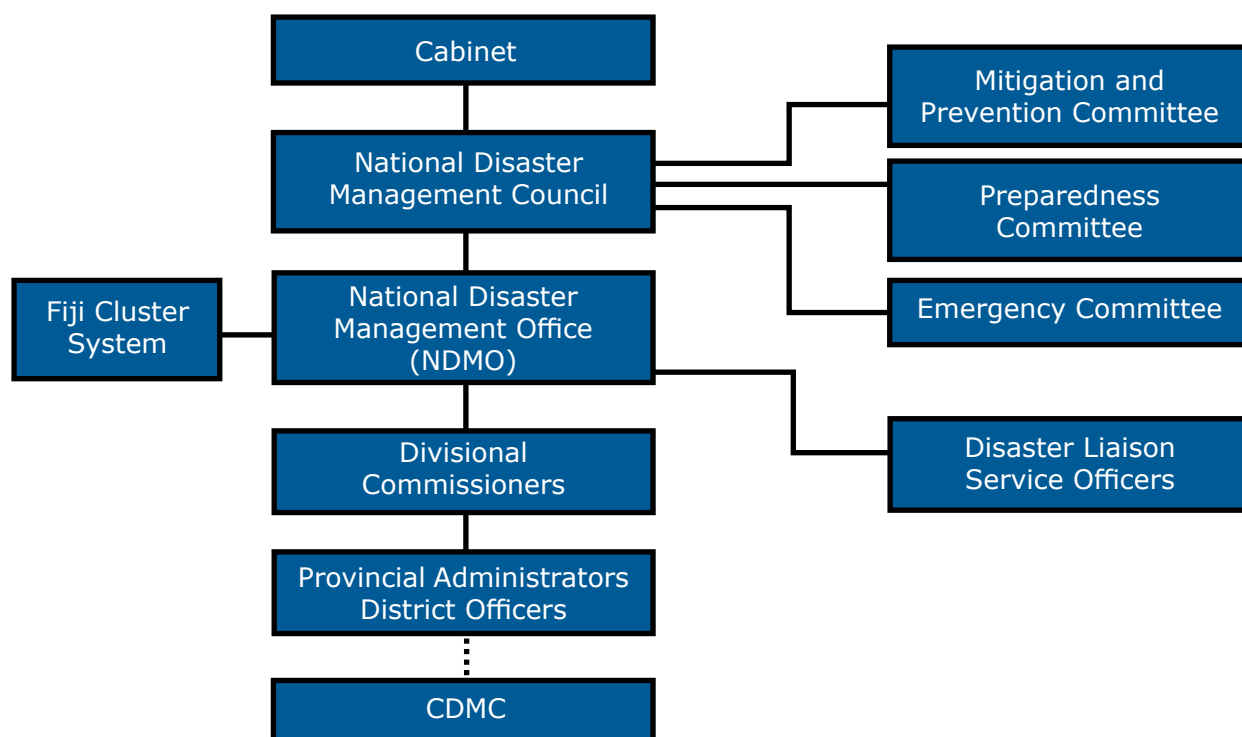 Cabinet
National Disaster
Management Council
Mitigation and
Prevention Committee
Preparedness
Committee
Emergency Committee
Fiji Cluster
System
National Disaster
Management Office
(NDMO)
Divisional
Commissioners
Disaster Liaison
Service Officers
Provincial Administrators
District Officers
CDMC